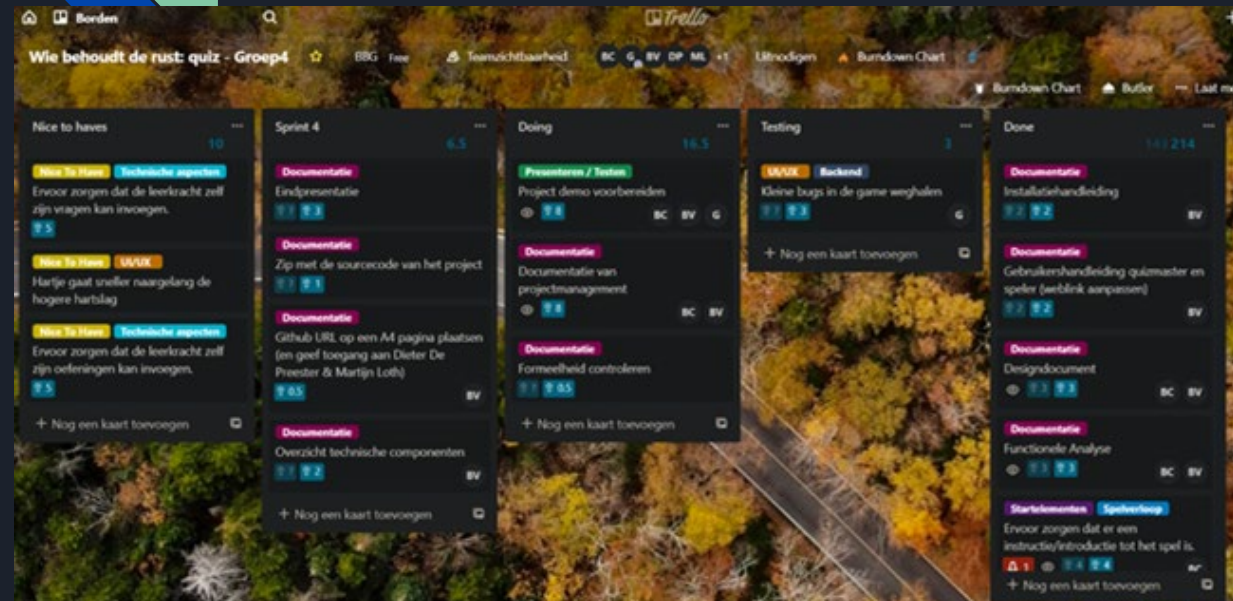 Borden
Trello
Wie behoudt de rust: quiz - Groep4
BBG Free
Teamzichtbaarheid
BC G BV DP ML +1
Uitnodigen
Burndown Chart
Burndown Chart
Butler
Laat me
Nice to haves
10
Nice To Have Technische aspecten
Ervoor zorgen dat de leerkracht zelf
zijn vragen kan invoegen.
5
Nice To Have UI/UX
Hartje gaat sneller naargelang de
hogere hartslag
Nice To Have Technische aspecten
Ervoor zorgen dat de leerkracht zelf
zijn oefeningen kan invoegen.
5
+ Nog een kaart toevoegen
Sprint 4
6.5
Documentatie
Eindpresentatie
? 3
Documentatie
Zip met de sourcecode van het project
? 1
Documentatie
Github URL op een A4 pagina plaatsen
(en geef toegang aan Dieter De
Preester & Martijn Loth)
0.5
BV
Documentatie
Overzicht technische componenten
? 2
BV
+ Nog een kaart toevoegen
Doing
16.5
Presenteren / Testen
Project demo voorbereiden
8
BC BV G
Documentatie
Documentatie van
projectmanagement
8
BC BV
Documentatie
Formeelheid controleren
? 0.5
+ Nog een kaart toevoegen
Testing
3
UI/UX Backend
Kleine bugs in de game weghalen
? 3
G
+ Nog een kaart toevoegen
Done
214
Documentatie
Installatiehandleiding
2 2
BV
Documentatie
Gebruikershandleiding quizmaster en
speler (weblink aanpassen)
2 2
BV
Documentatie
Designdocument
3 3
BC BV
Documentatie
Functionele Analyse
3 3
BC BV
Startelementen Spelverloop
Ervoor zorgen dat er een
instructie/introductie tot het spel is.
1 4 4
+ Nog een kaart toevoegen